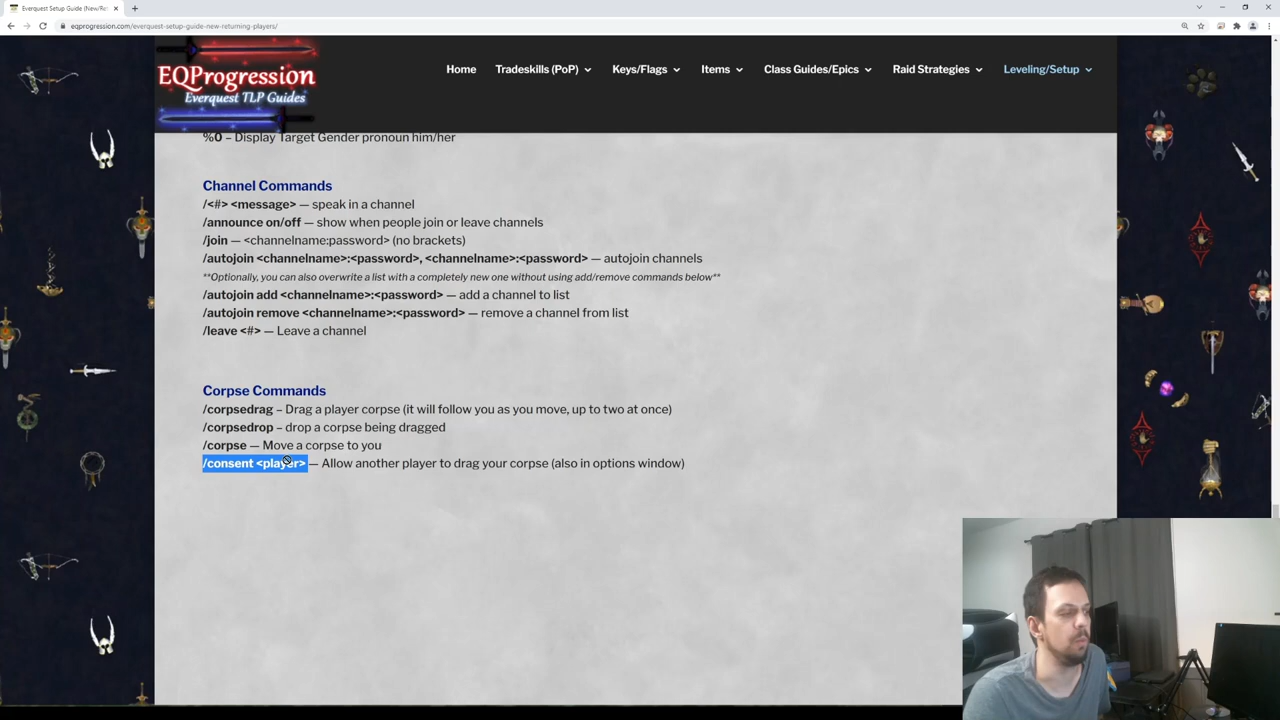 Everquest Setup Guide (New/Ret
eqprogression.com/everquest-setup-guide-new-returning-players/
EQProgression
Everquest TLP Guides
Home Tradeskills (PoP) Keys/Flags Items Class Guides/Epics Raid Strategies Leveling/Setup
%0 – Display Target Gender pronoun him/her
Channel Commands
/<#> <message> — speak in a channel
/announce on/off — show when people join or leave channels
/join — <channelname:password> (no brackets)
/autojoin <channelname>:<password>, <channelname>:<password> — autojoin channels
**Optionally, you can also overwrite a list with a completely new one without using add/remove commands below**
/autojoin add <channelname>:<password> — add a channel to list
/autojoin remove <channelname>:<password> — remove a channel from list
/leave <#> — Leave a channel
Corpse Commands
/corpsedrag – Drag a player corpse (it will follow you as you move, up to two at once)
/corpsedrop – drop a corpse being dragged
/corpse — Move a corpse to you
/consent <player> — Allow another player to drag your corpse (also in options window)